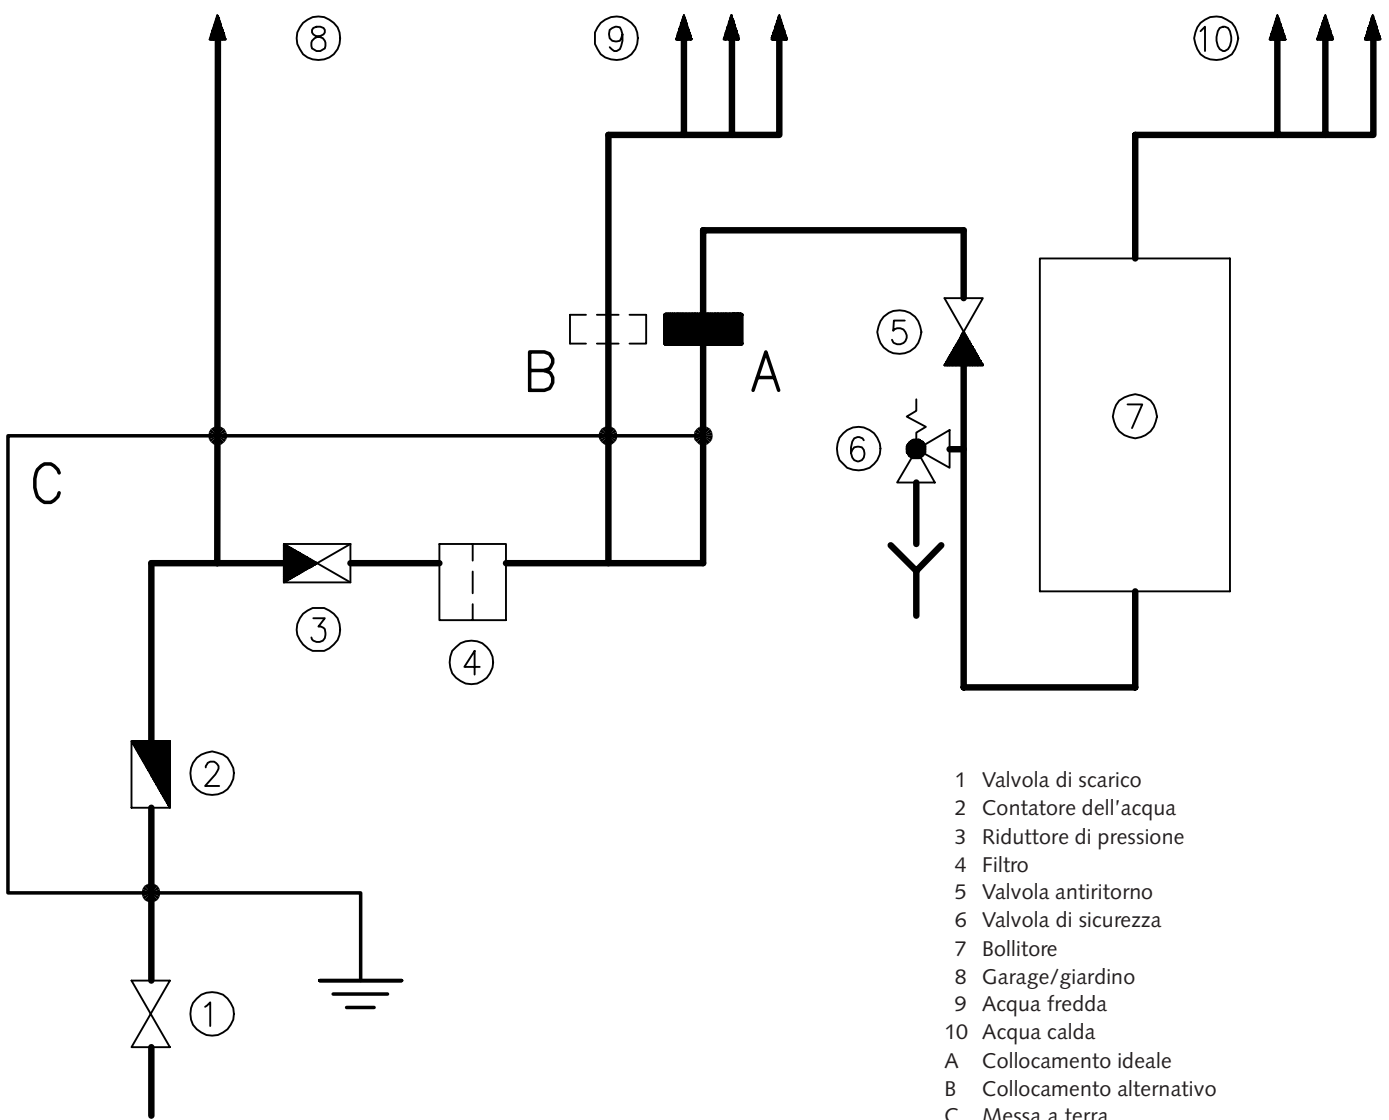 8
9
10
B
A
5
6
7
C
3
4
2
1
1 Valvola di scarico
2 Contatore dell'acqua
3 Riduttore di pressione
4 Filtro
5 Valvola antiritorno
6 Valvola di sicurezza
7 Bollitore
8 Garage/giardino
9 Acqua fredda
10 Acqua calda
A Collocamento ideale
B Collocamento alternativo
C Messa a terra